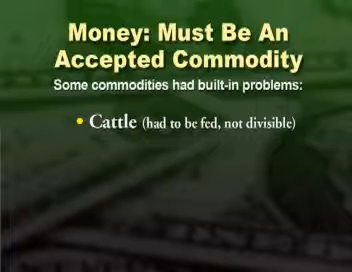 Money: Must Be An
Accepted Commodity
Some commodities had built-in problems:
• Cattle (had to be fed, not divisible)